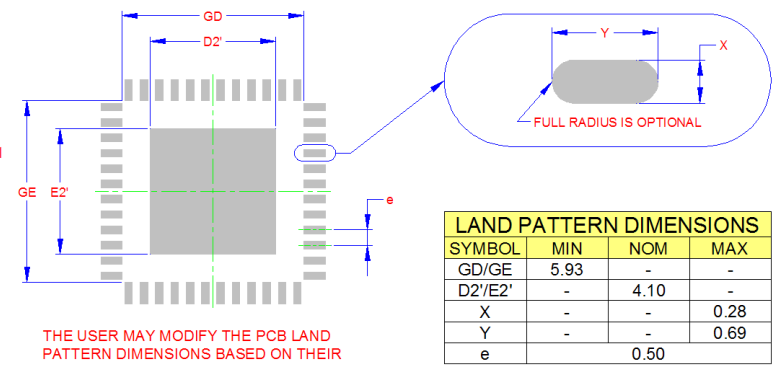 GD
D2'
GE
E2'
e
Y
X
FULL RADIUS IS OPTIONAL
LAND PATTERN DIMENSIONS
SYMBOL MIN NOM MAX
GD/GE 5.93 - -
D2'/E2' - 4.10 -
X - - 0.28
Y - - 0.69
e 0.50
THE USER MAY MODIFY THE PCB LAND
PATTERN DIMENSIONS BASED ON THEIR